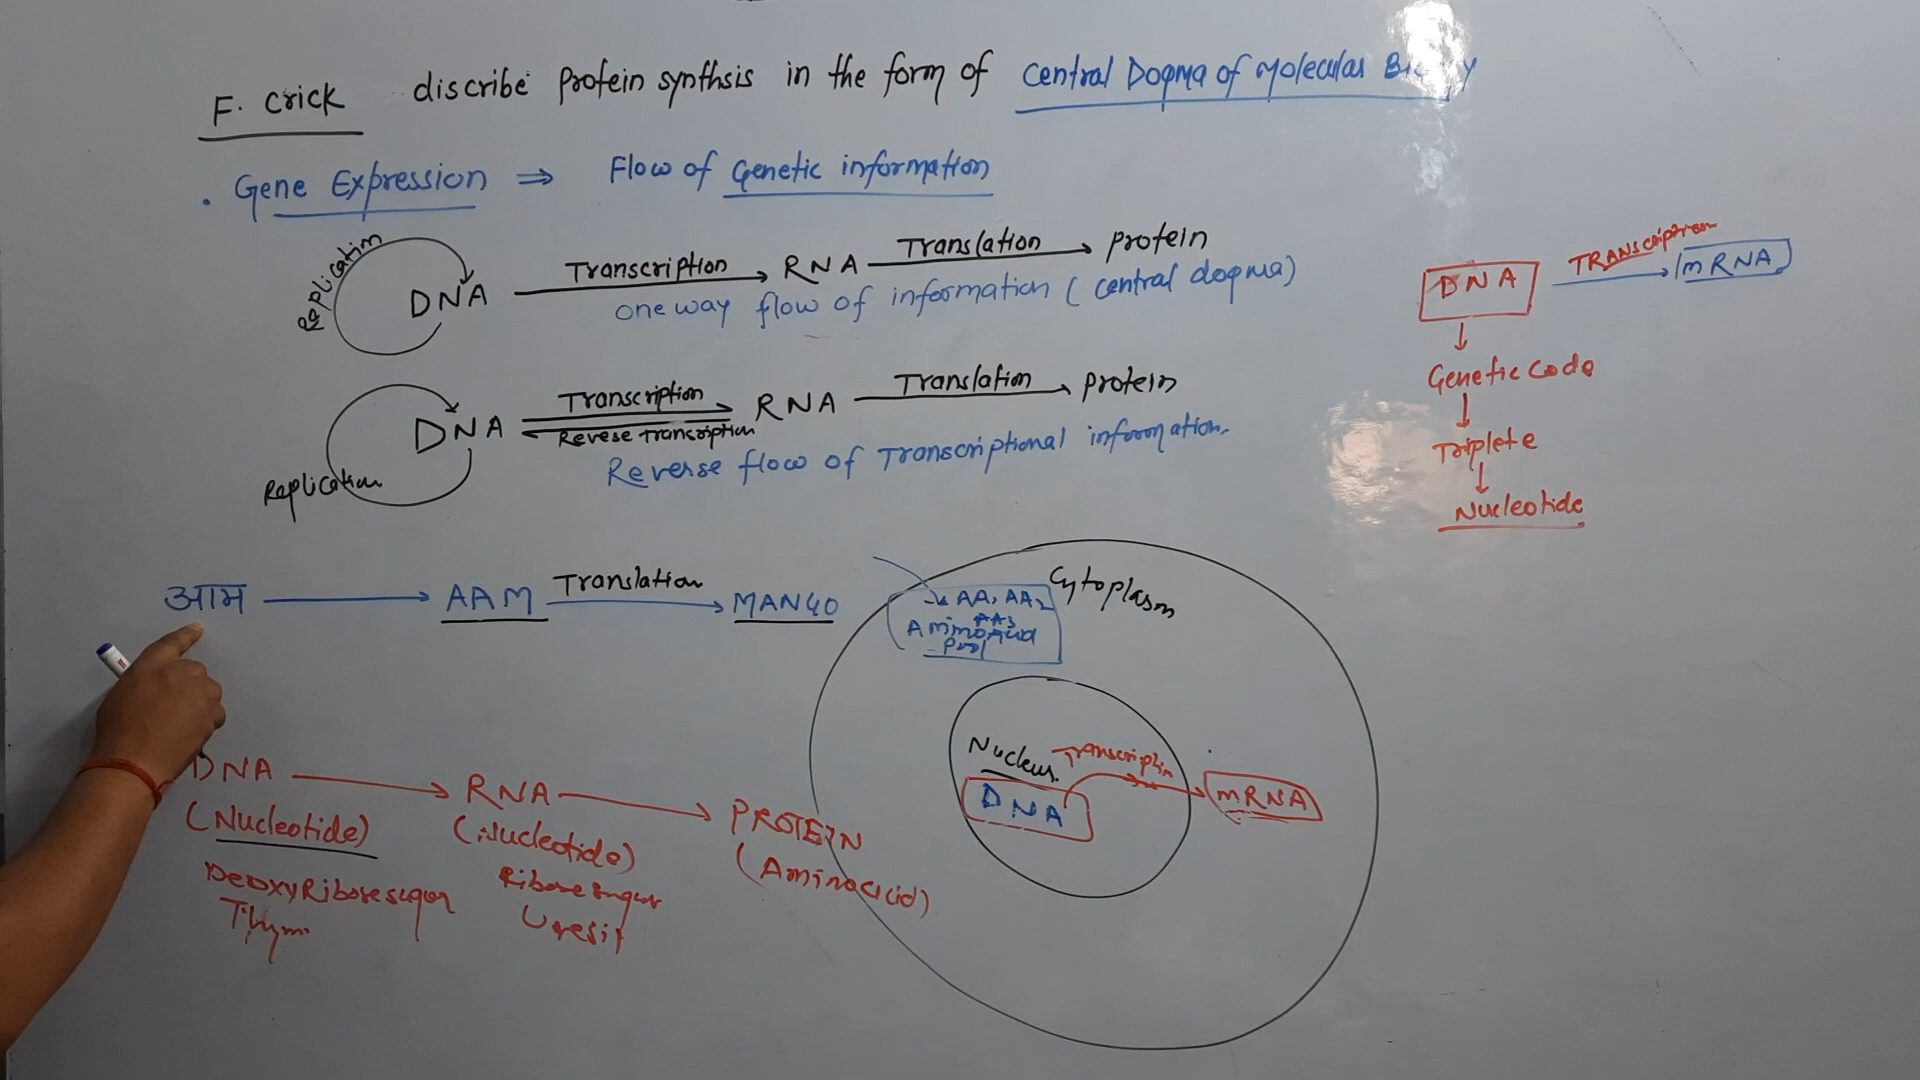 F. Crick discribe protein synthsis in the form of Central Dogma of Molecular
. Gene Expression ⇒ Flow of Genetic information
Replication
DNA Transcription RNA Translation protein
one way flow of information ( central dogma)
DNA Transcription RNA Translation protein
Revese transcription
Replication
Reverse flow of Transcriptional information.
DNA TRANScription mRNA
Genetic Code
Triplete
Nucleotide
आम AAM Translation MANGO
DNA RNA PROTEIN
(Nucleotide) (Nucleotide) (Aminoacid)
DeoxyRibosesugar Ribose sugar
Thym
Cytoplasm
AA1 AA2
AA3
Amino Acid
Pool
Nucleus
Transcription
DNA mRNA